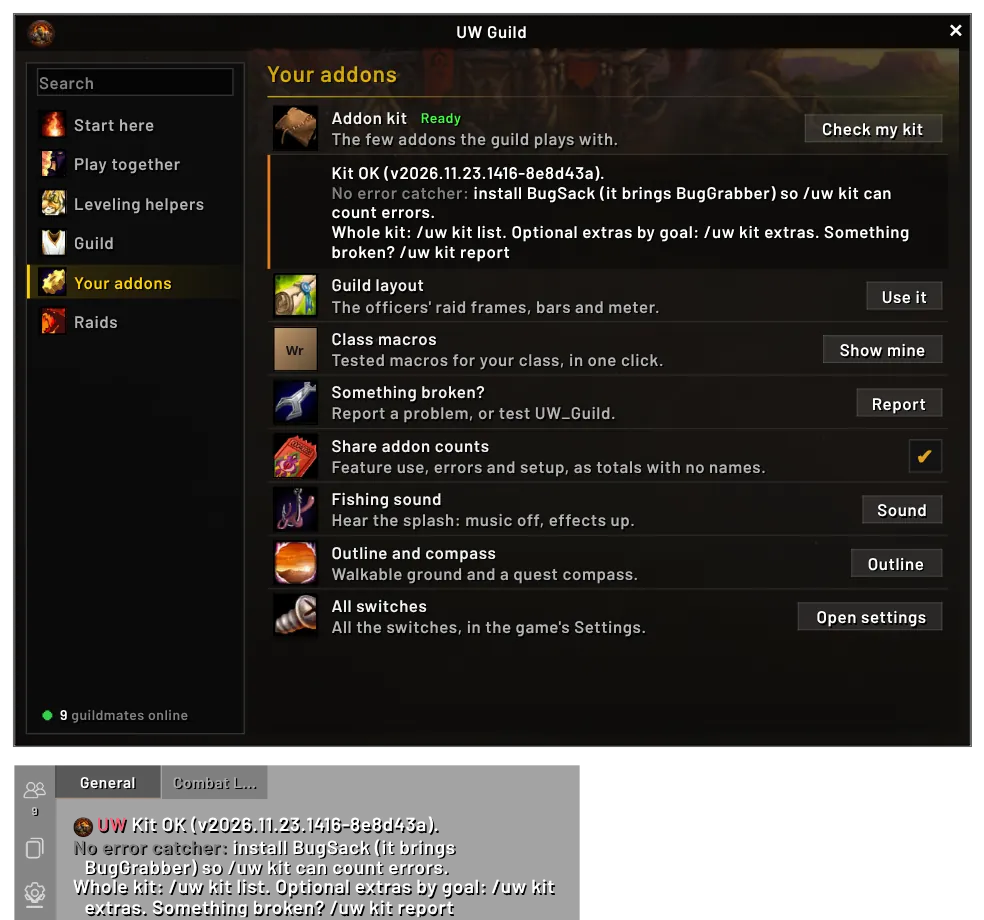 UW Guild
Search
Start here
Play together
Leveling helpers
Guild
Your addons
Raids
9 guildmates online
Your addons
Addon kit Ready
The few addons the guild plays with.
Check my kit
Kit OK (v2026.11.23.1416-8e8d43a).
No error catcher: install BugSack (it brings BugGrabber) so /uw kit can
count errors.
Whole kit: /uw kit list. Optional extras by goal: /uw kit extras. Something
broken? /uw kit report
Guild layout
The officers' raid frames, bars and meter.
Use it
Wr
Class macros
Tested macros for your class, in one click.
Show mine
Something broken?
Report a problem, or test UW_Guild.
Report
Share addon counts
Feature use, errors and setup, as totals with no names.
Fishing sound
Hear the splash: music off, effects up.
Sound
Outline and compass
Walkable ground and a quest compass.
Outline
All switches
All the switches, in the game's Settings.
Open settings
General
Combat L...
9
UW Kit OK (v2026.11.23.1416-8e8d43a).
No error catcher: install BugSack (it brings
BugGrabber) so /uw kit can count errors.
Whole kit: /uw kit list. Optional extras by goal: /uw kit
extras. Something broken? /uw kit report